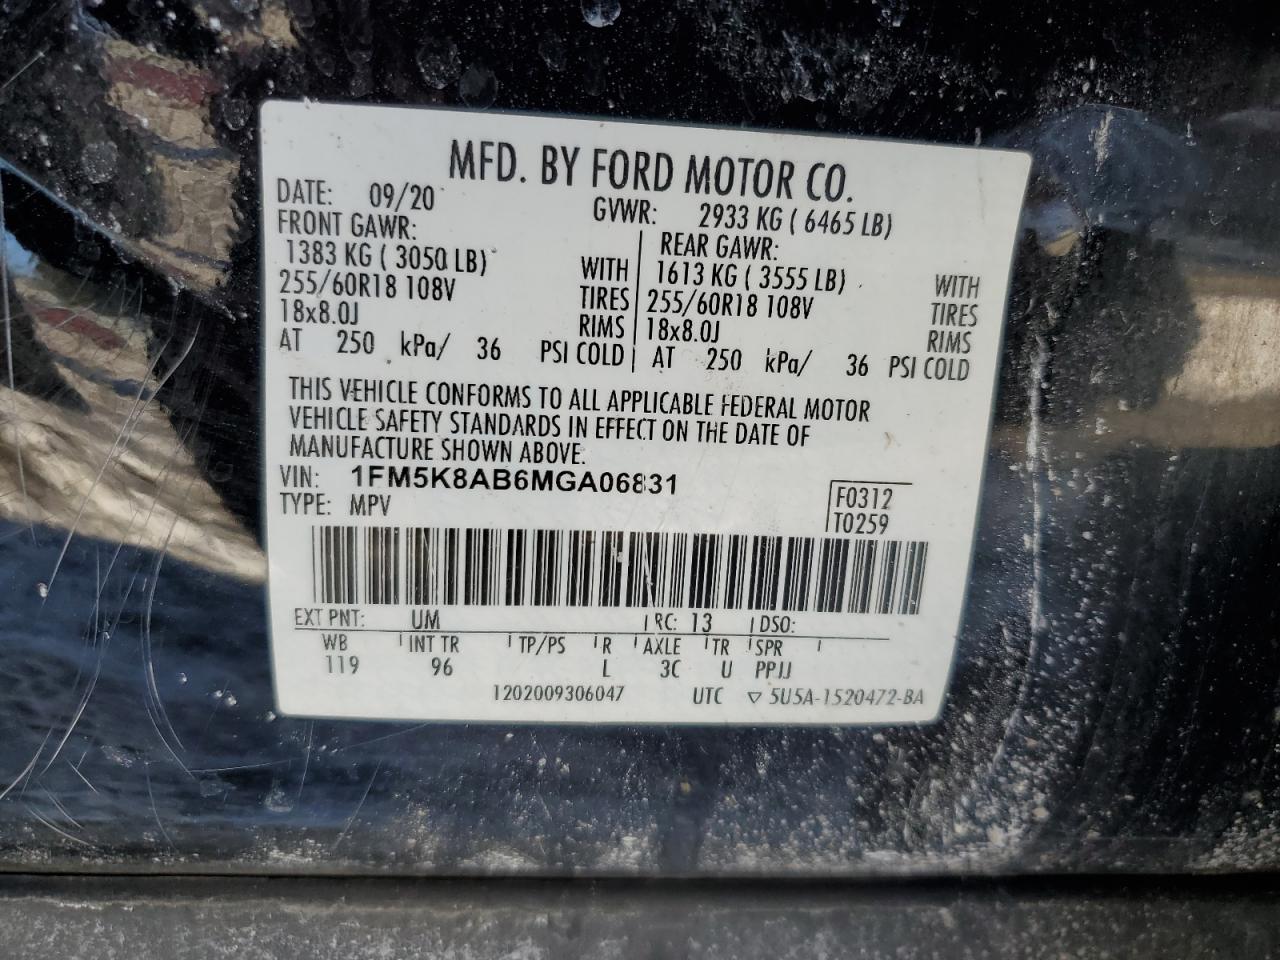 MFD. BY FORD MOTOR CO.
DATE: 09/20 GVWR: 2933 KG ( 6465 LB)
FRONT GAWR: REAR GAWR:
1383 KG ( 3050 LB) WITH 1613 KG ( 3555 LB) WITH
255/60R18 108V TIRES 255/60R18 108V TIRES
18x8.0J RIMS 18x8.0J RIMS
AT 250 kPa/ 36 PSI COLD AT 250 kPa/ 36 PSI COLD
THIS VEHICLE CONFORMS TO ALL APPLICABLE FEDERAL MOTOR
VEHICLE SAFETY STANDARDS IN EFFECT ON THE DATE OF
MANUFACTURE SHOWN ABOVE.
VIN: 1FM5K8AB6MGA06831
TYPE: MPV
F0312
T0259
EXT PNT: UM RC: 13 DSO:
WB INT TR TP/PS R AXLE TR SPR
119 96 L 3C U PPJJ
1202009306047 UTC ▽ 5U5A-1520472-BA